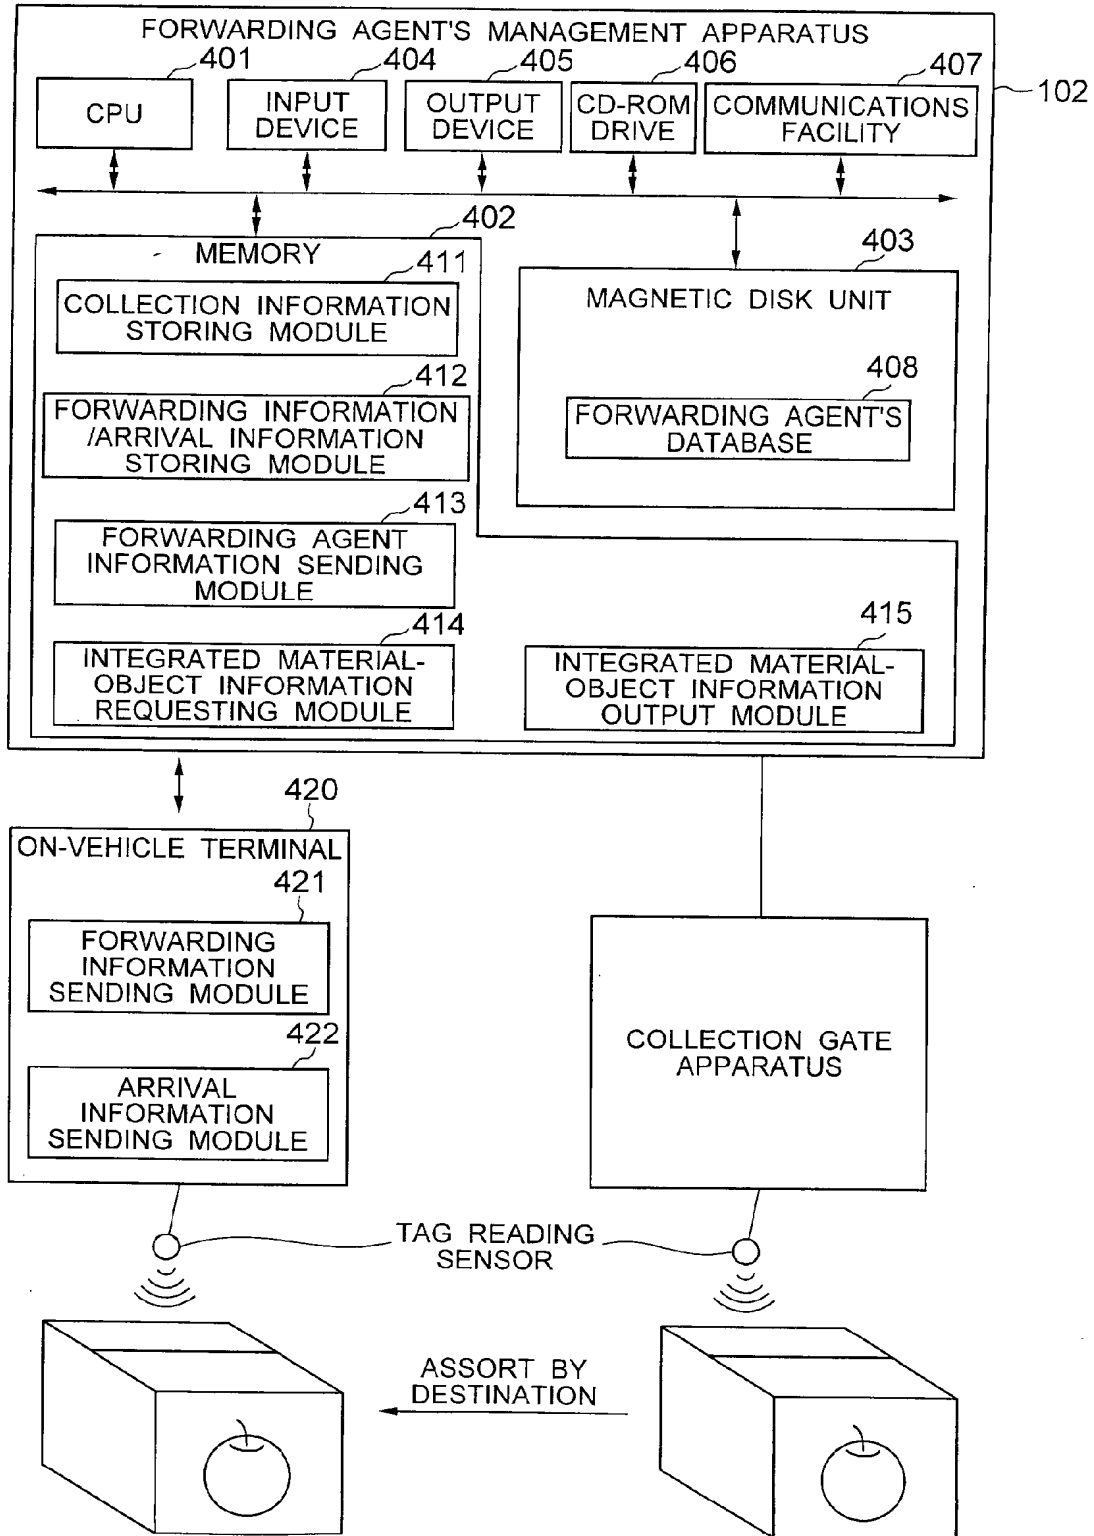 FORWARDING AGENT'S MANAGEMENT APPARATUS
401
404
405
406
407
102
CPU
INPUT
DEVICE
OUTPUT
DEVICE
CD-ROM
DRIVE
COMMUNICATIONS
FACILITY
402
MEMORY
411
COLLECTION INFORMATION
STORING MODULE
412
FORWARDING INFORMATION
/ARRIVAL INFORMATION
STORING MODULE
413
FORWARDING AGENT
INFORMATION SENDING
MODULE
414
INTEGRATED MATERIAL-
OBJECT INFORMATION
REQUESTING MODULE
403
MAGNETIC DISK UNIT
408
FORWARDING AGENT'S
DATABASE
415
INTEGRATED MATERIAL-
OBJECT INFORMATION
OUTPUT MODULE
420
ON-VEHICLE TERMINAL
421
FORWARDING
INFORMATION
SENDING MODULE
422
ARRIVAL
INFORMATION
SENDING MODULE
COLLECTION GATE
APPARATUS
TAG READING
SENSOR
ASSORT BY
DESTINATION